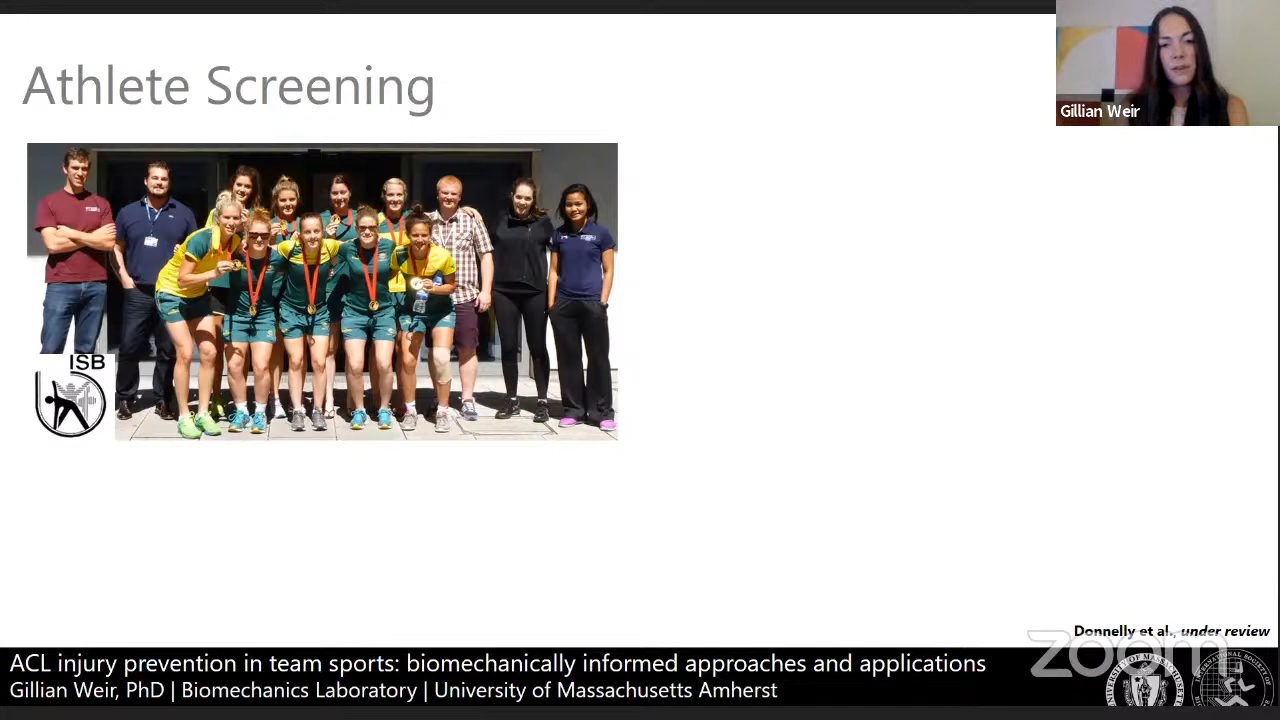 Athlete Screening
Gillian Weir
ISB
Donnelly et al., under review
zoom
ACL injury prevention in team sports: biomechanically informed approaches and applications
Gillian Weir, PhD | Biomechanics Laboratory | University of Massachusetts Amherst